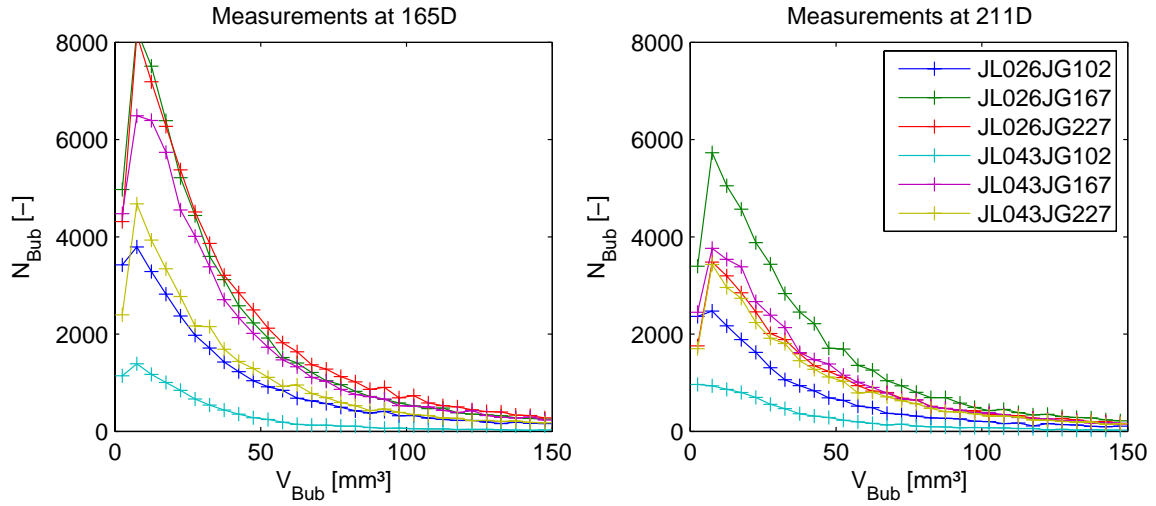 Measurements at 165D
8000
6000
4000
2000
0
N_Bub [−]
0 50 100 150
V_Bub [mm³]
Measurements at 211D
8000
6000
4000
2000
0
N_Bub [−]
0 50 100 150
V_Bub [mm³]
JL026JG102
JL026JG167
JL026JG227
JL043JG102
JL043JG167
JL043JG227